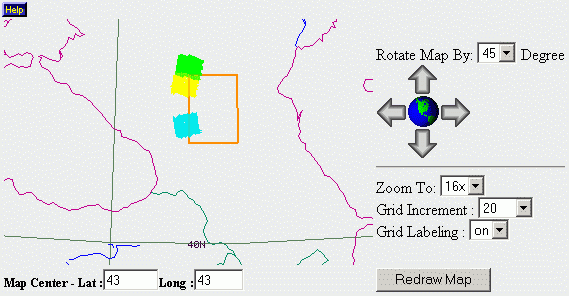 Help
Rotate Map By: 45 Degree
Zoom To: 16x
Grid Increment : 20
Grid Labeling : on
40N
Map Center - Lat : 43 Long : 43
Redraw Map